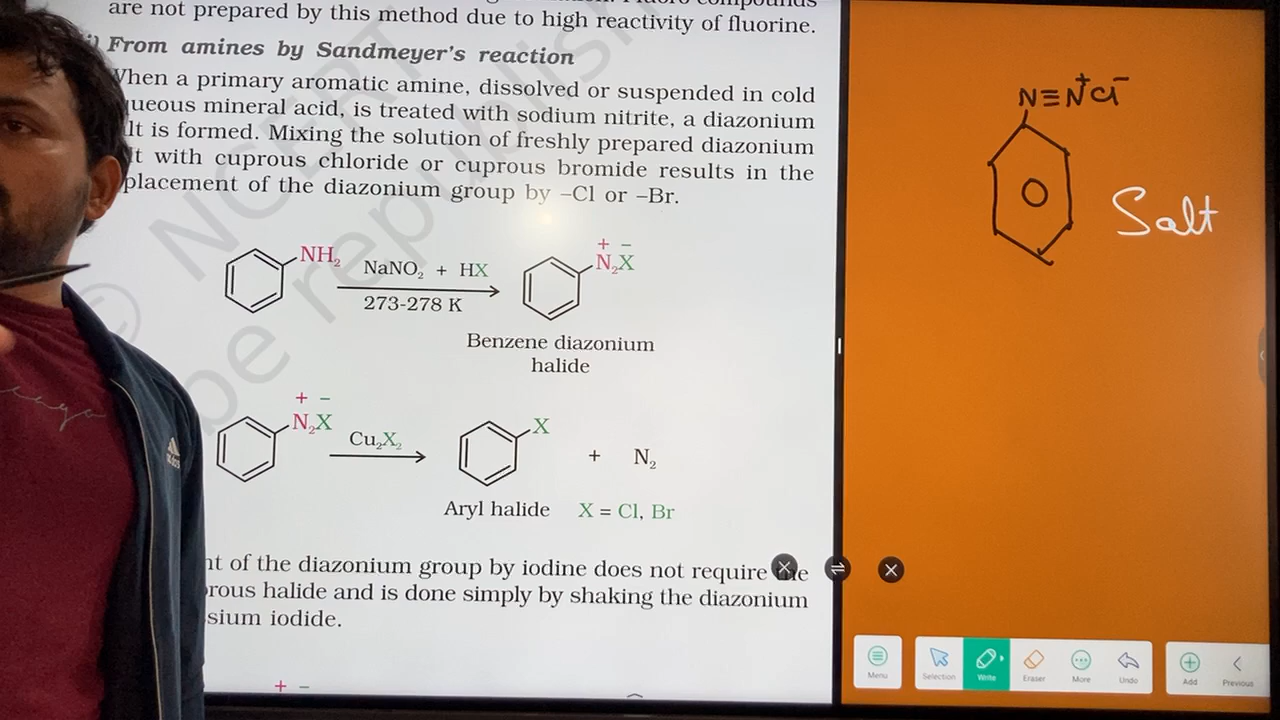 are not prepared by this method due to high reactivity of fluorine.
From amines by Sandmeyer's reaction
When a primary aromatic amine, dissolved or suspended in cold
queous mineral acid, is treated with sodium nitrite, a diazonium
lt is formed. Mixing the solution of freshly prepared diazonium
t with cuprous chloride or cuprous bromide results in the
placement of the diazonium group by –Cl or –Br.
NH₂
NaNO₂ + HX
273-278 K
+ −
N₂X
Benzene diazonium
halide
+ −
N₂X
Cu₂X₂
X
+ N₂
Aryl halide X = Cl, Br
nt of the diazonium group by iodine does not require
rous halide and is done simply by shaking the diazonium
sium iodide.
+ −
© NCERT
be republis
N≡N⁺Cl⁻
Salt
adidas
Menu
Selection
Write
Eraser
More
Undo
Add
Previous